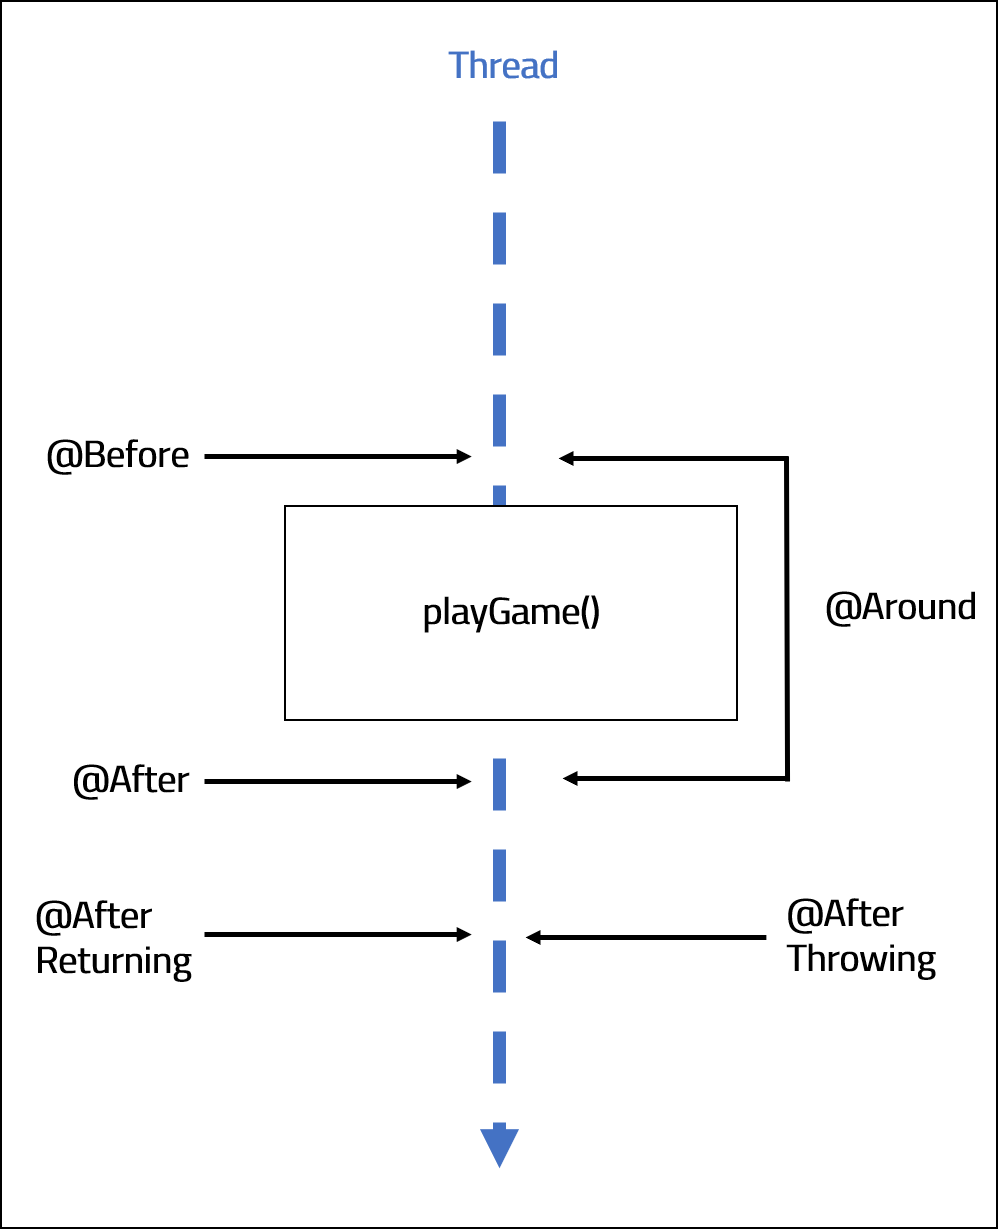 Thread
@Before
playGame()
@Around
@After
@After
Returning
@After
Throwing